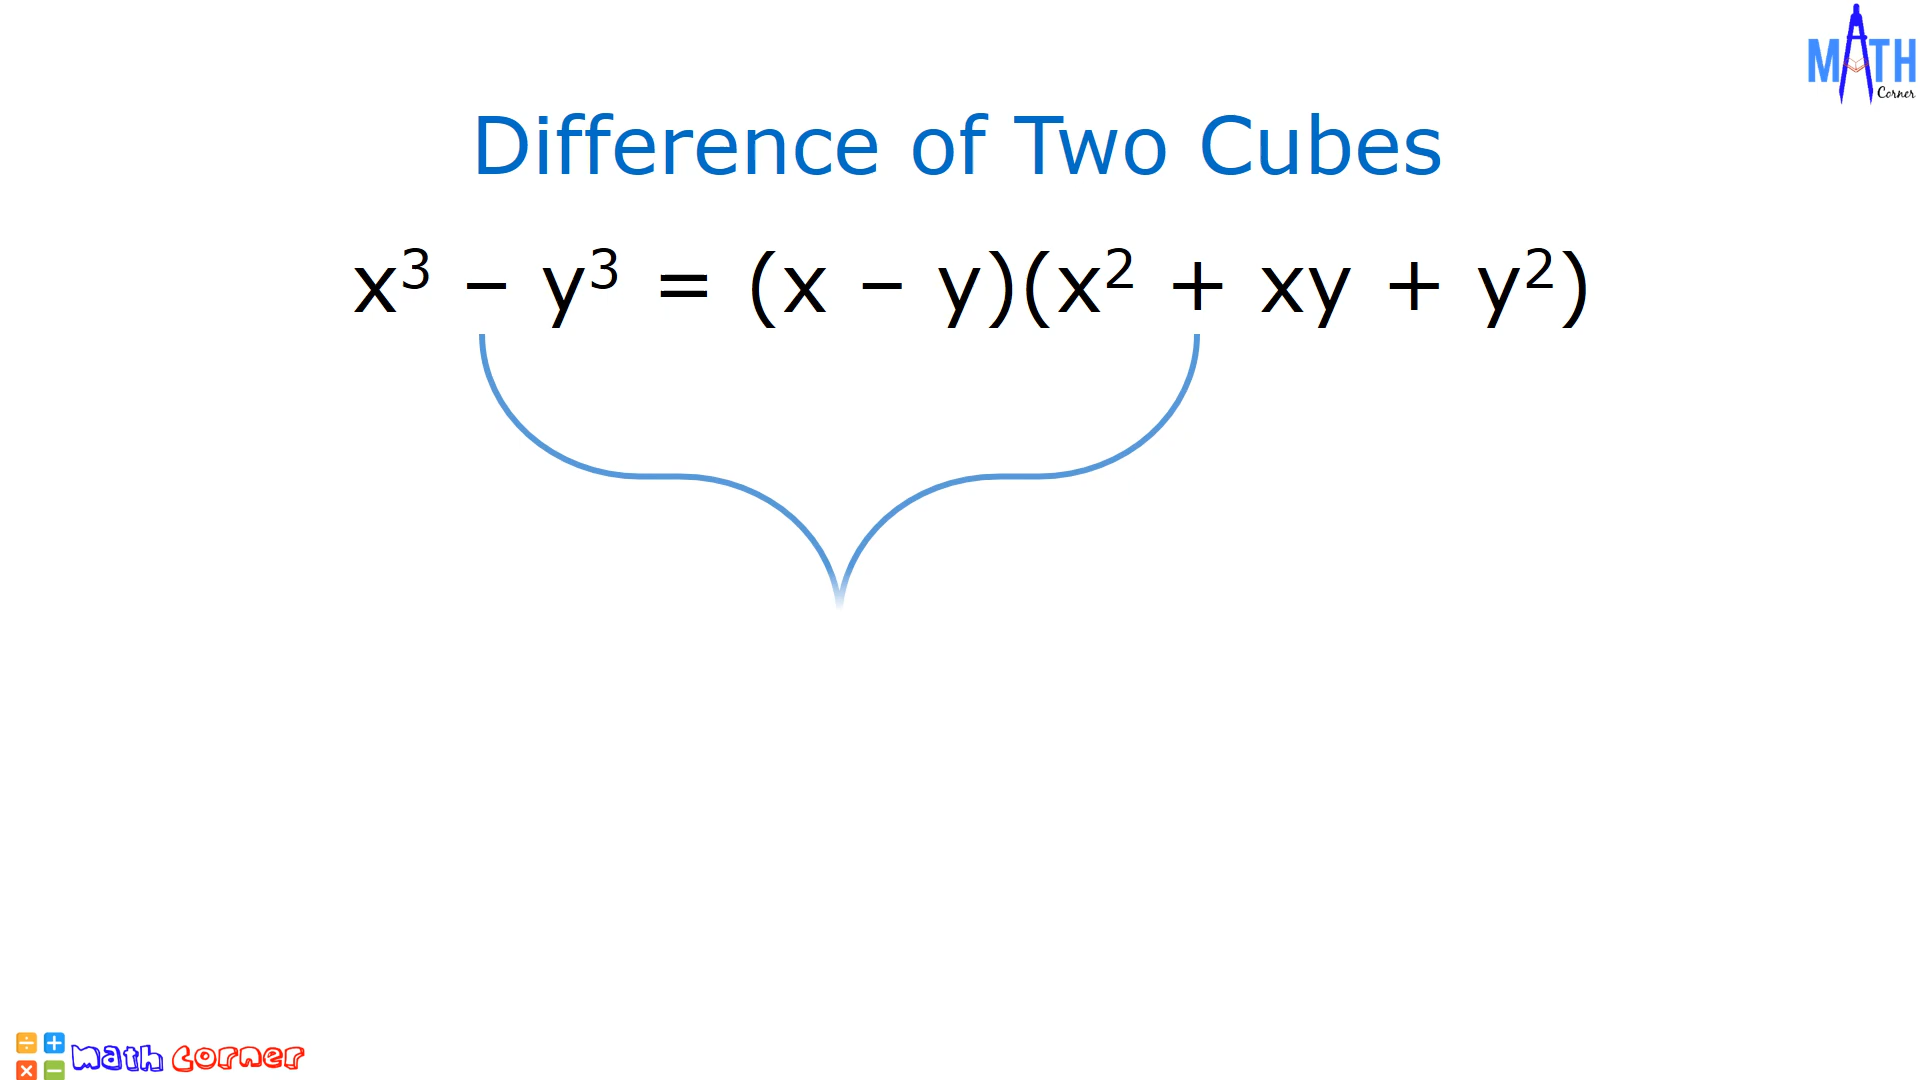 MATH
Corner
Difference of Two Cubes
x³ – y³ = (x – y)(x² + xy + y²)
math corner